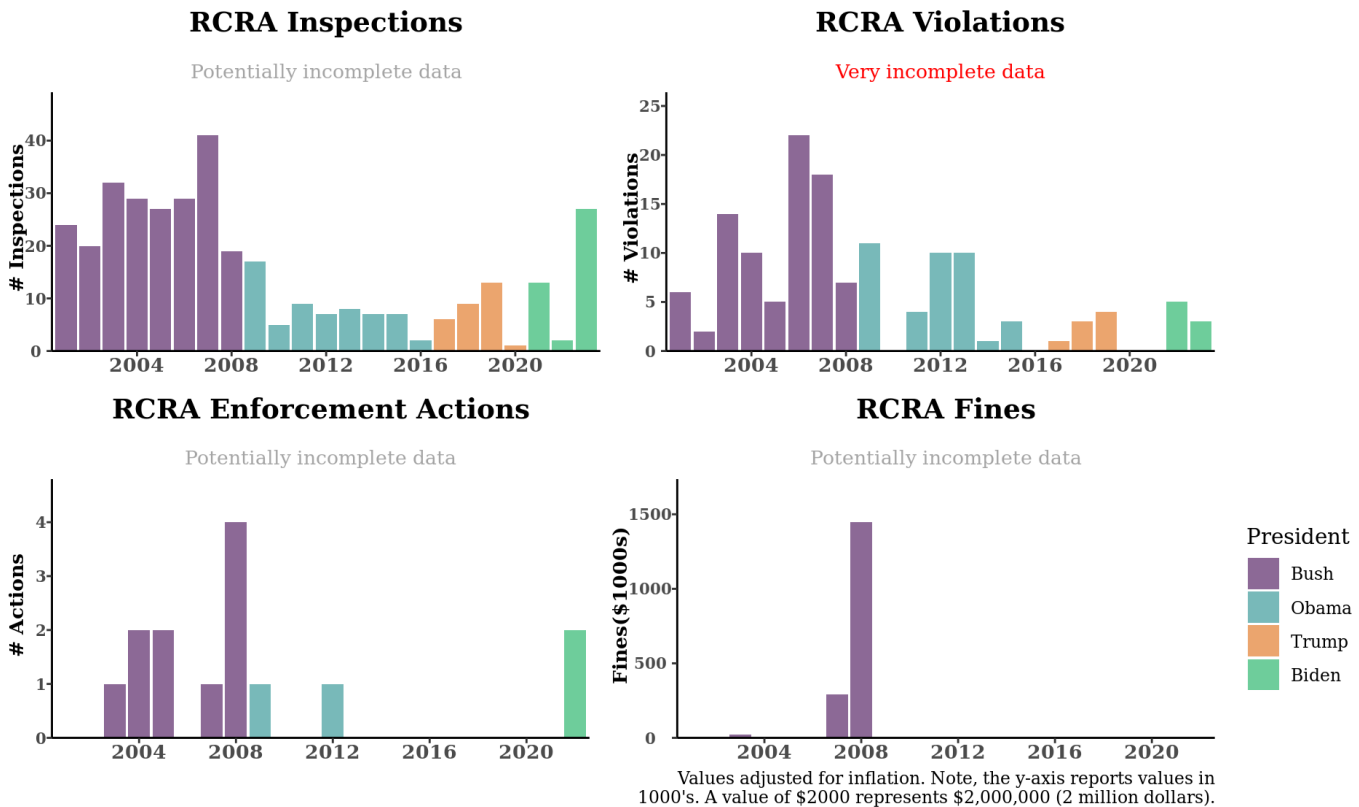 RCRA Inspections
Potentially incomplete data
# Inspections
40
30
20
10
0
2004 2008 2012 2016 2020
RCRA Violations
Very incomplete data
# Violations
25
20
15
10
5
0
2004 2008 2012 2016 2020
RCRA Enforcement Actions
Potentially incomplete data
# Actions
4
3
2
1
0
2004 2008 2012 2016 2020
RCRA Fines
Potentially incomplete data
Fines($1000s)
1500
1000
500
0
2004 2008 2012 2016 2020
President
Bush
Obama
Trump
Biden
Values adjusted for inflation. Note, the y-axis reports values in
1000's. A value of $2000 represents $2,000,000 (2 million dollars).